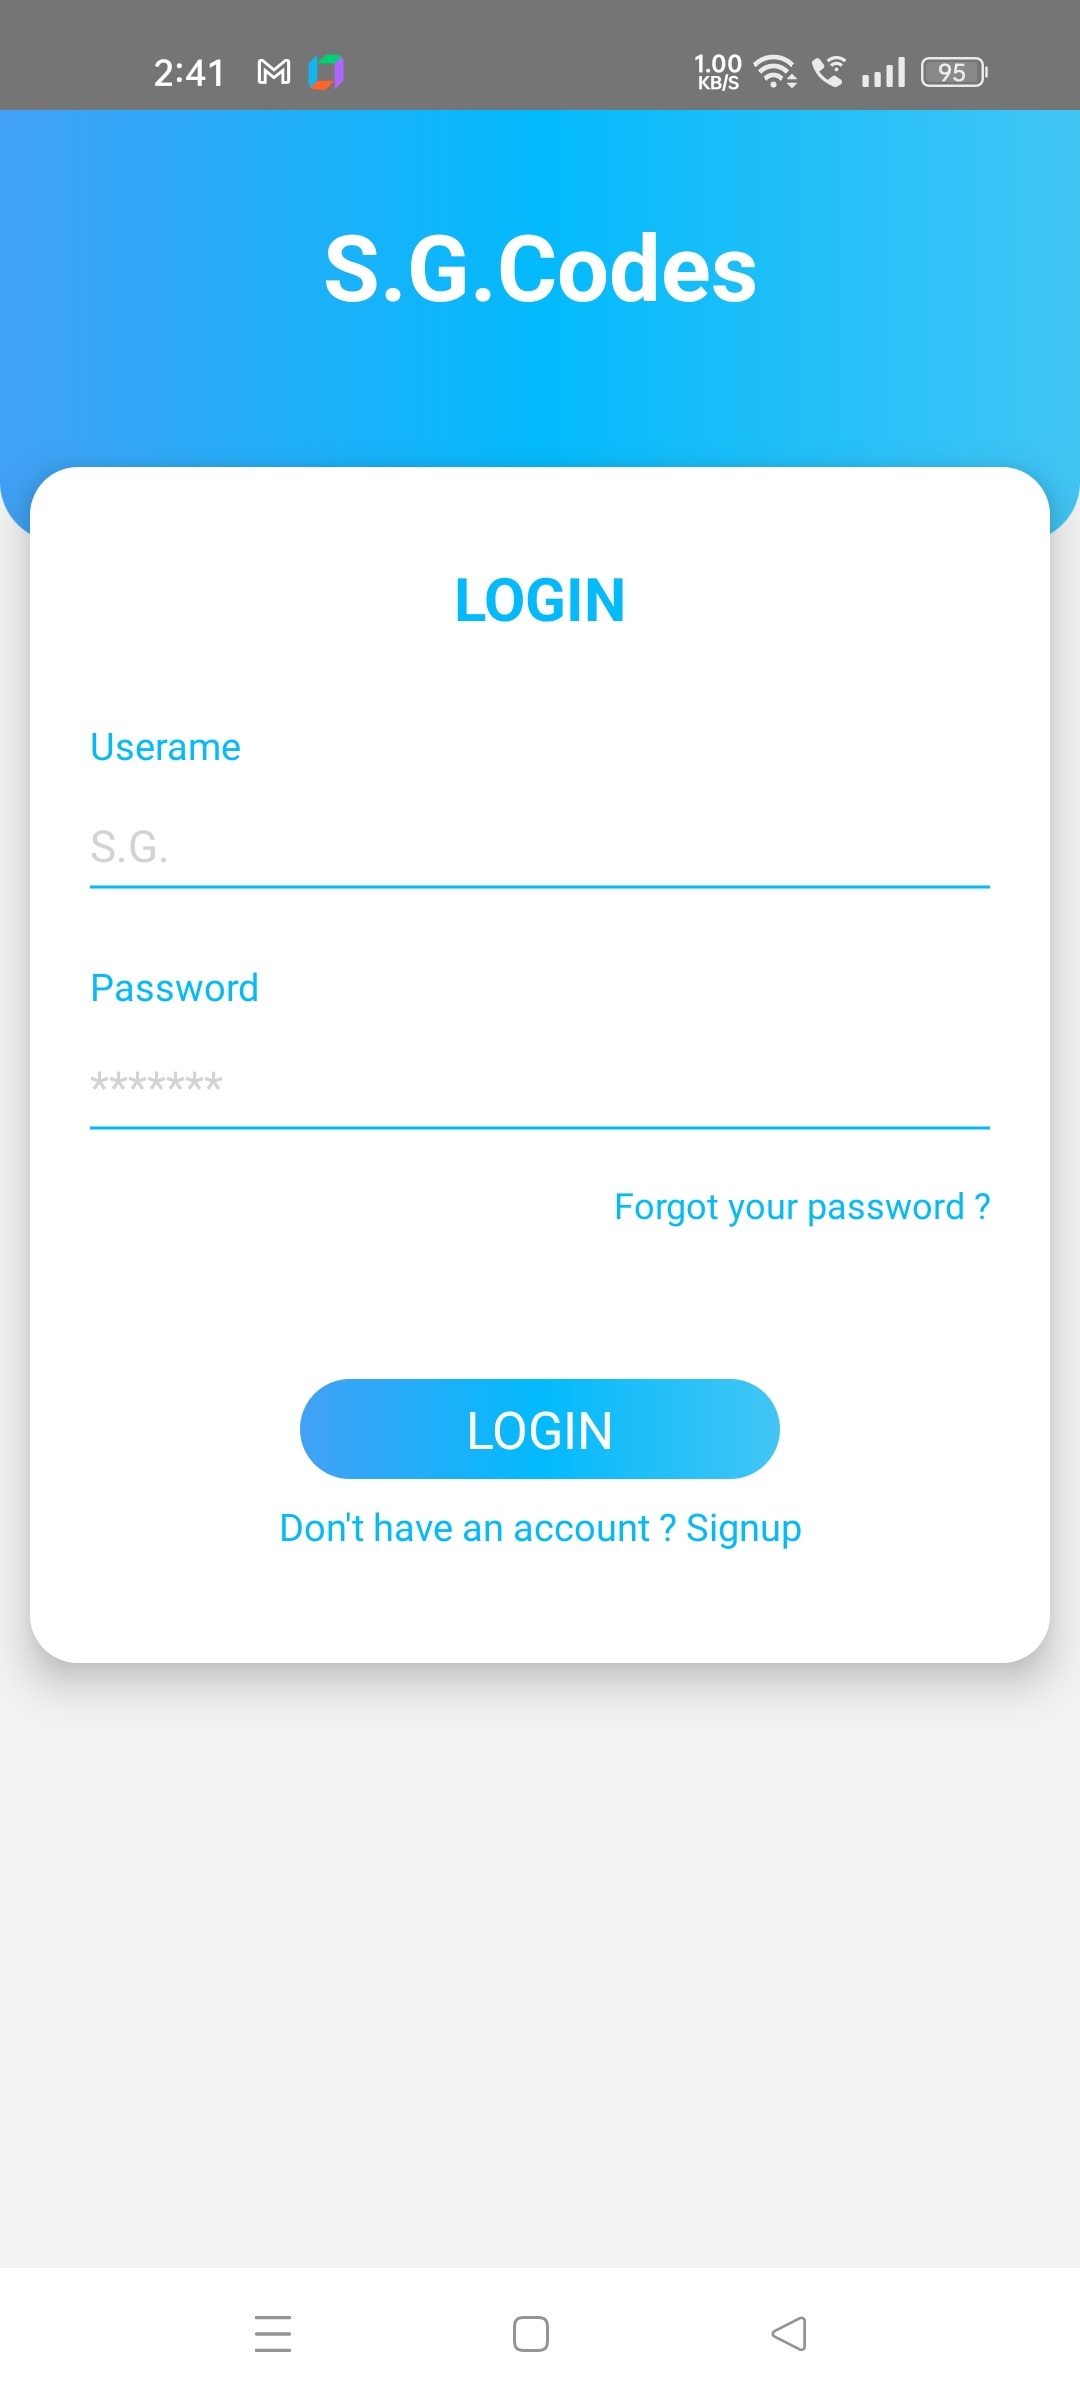 2:41
1.00
KB/S
95
S.G.Codes
LOGIN
Userame
S.G.
Password
*******
Forgot your password ?
LOGIN
Don't have an account ? Signup